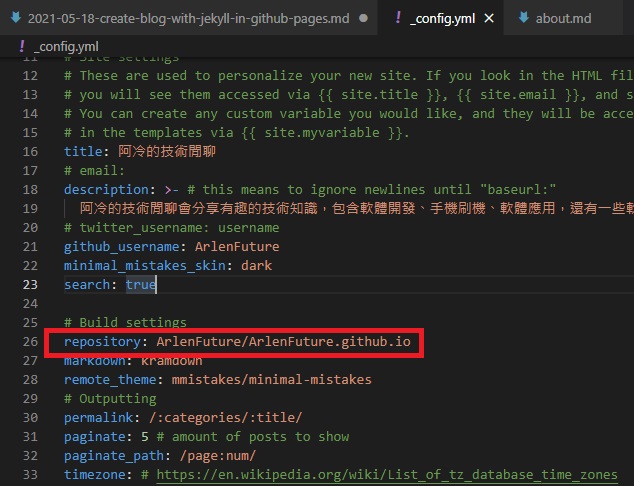 2021-05-18-create-blog-with-jekyll-in-github-pages.md ● ! _config.yml × about.md
! _config.yml
11 # Site settings
12 # These are used to personalize your new site. If you look in the HTML fil
13 # you will see them accessed via {{ site.title }}, {{ site.email }}, and s
14 # You can create any custom variable you would like, and they will be acce
15 # in the templates via {{ site.myvariable }}.
16 title: 阿冷的技術閒聊
17 # email:
18 description: >- # this means to ignore newlines until "baseurl:"
19 阿冷的技術閒聊會分享有趣的技術知識，包含軟體開發、手機刷機、軟體應用，還有一些軟
20 # twitter_username: username
21 github_username: ArlenFuture
22 minimal_mistakes_skin: dark
23 search: true
24
25 # Build settings
26 repository: ArlenFuture/ArlenFuture.github.io
27 markdown: kramdown
28 remote_theme: mmistakes/minimal-mistakes
29 # Outputting
30 permalink: /:categories/:title/
31 paginate: 5 # amount of posts to show
32 paginate_path: /page:num/
33 timezone: # https://en.wikipedia.org/wiki/List_of_tz_database_time_zones